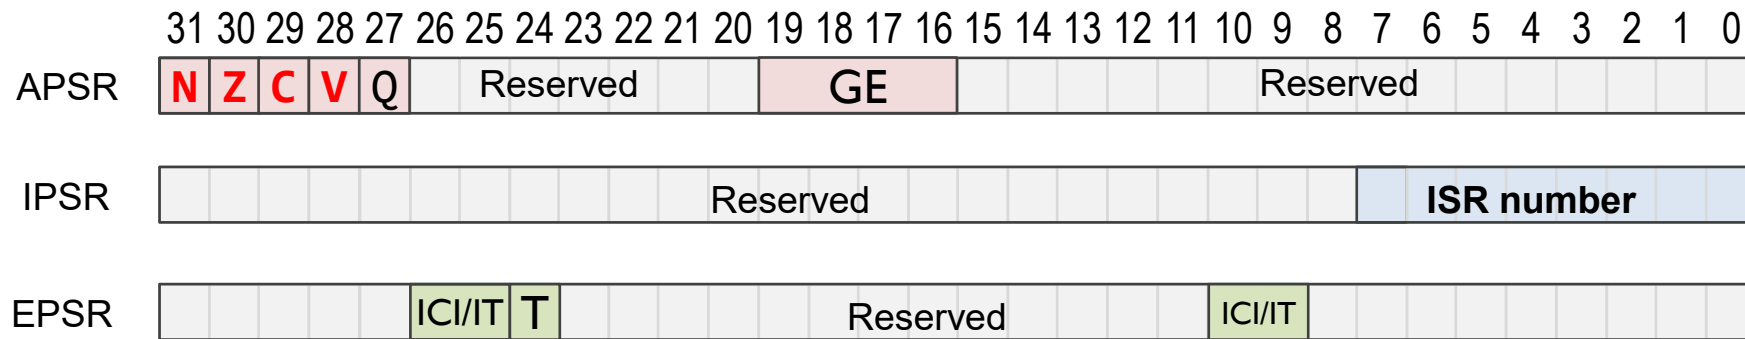 31 30 29 28 27 26 25 24 23 22 21 20 19 18 17 16 15 14 13 12 11 10 9 8 7 6 5 4 3 2 1 0
APSR N Z C V Q Reserved GE Reserved
IPSR Reserved ISR number
EPSR ICI/IT T Reserved ICI/IT